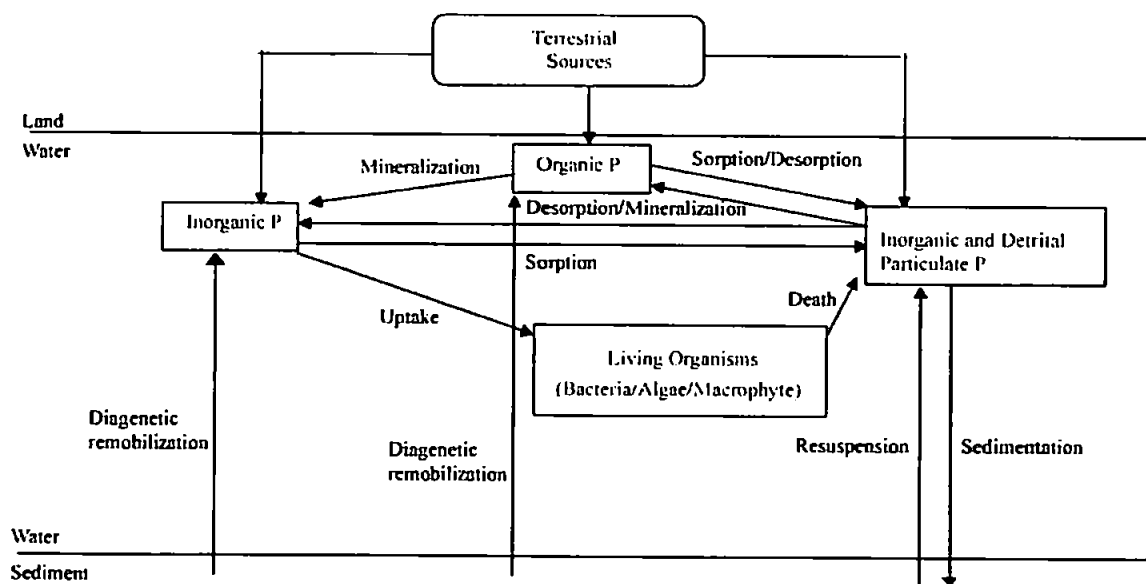 Terrestrial
Sources
Land
Water
Mineralization
Organic P
Sorption/Desorption
Inorganic P
Desorption/Mineralization
Inorganic and Detrital
Particulate P
Sorption
Death
Uptake
Living Organisms
(Bacteria/Algae/Macrophyte)
Diagenetic
remobilization
Diagenetic
remobilization
Resuspension
Sedimentation
Water
Sediment